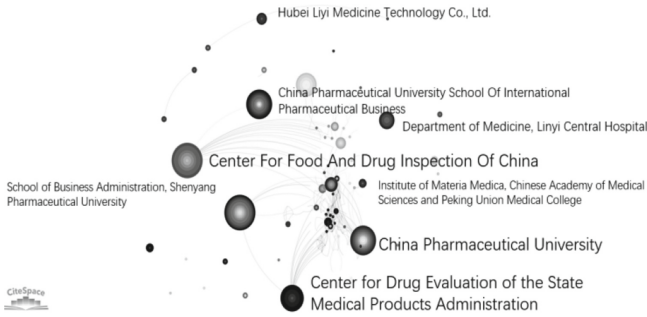 Hubei Liyi Medicine Technology Co., Ltd.
China Pharmaceutical University School Of International
Pharmaceutical Business
Department of Medicine, Linyi Central Hospital
Center For Food And Drug Inspection Of China
School of Business Administration, Shenyang
Pharmaceutical University
Institute of Materia Medica, Chinese Academy of Medical
Sciences and Peking Union Medical College
China Pharmaceutical University
Center for Drug Evaluation of the State
Medical Products Administration
CiteSpace